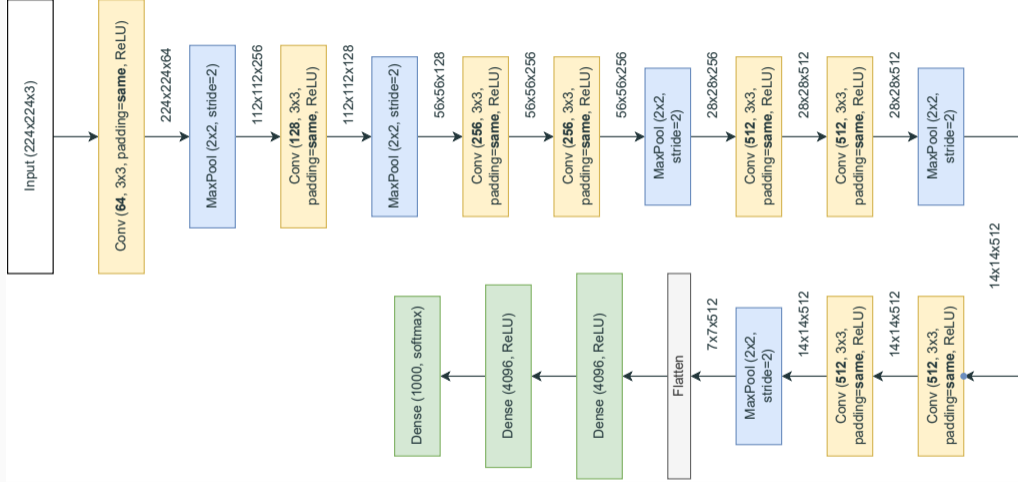 Input (224x224x3)
Conv (64, 3x3, padding=same, ReLU)
224x224x64
MaxPool (2x2, stride=2)
112x112x256
Conv (128, 3x3,
padding=same, ReLU)
112x112x128
MaxPool (2x2, stride=2)
56x56x128
Conv (256, 3x3,
padding=same, ReLU)
56x56x256
Conv (256, 3x3,
padding=same, ReLU)
56x56x256
MaxPool (2x2,
stride=2)
28x28x256
Conv (512, 3x3,
padding=same, ReLU)
28x28x512
Conv (512, 3x3,
padding=same, ReLU)
28x28x512
MaxPool (2x2,
stride=2)
14x14x512
Conv (512, 3x3,
padding=same, ReLU)
14x14x512
Conv (512, 3x3,
padding=same, ReLU)
14x14x512
MaxPool (2x2,
stride=2)
7x7x512
Flatten
Dense (4096, ReLU)
Dense (4096, ReLU)
Dense (1000, softmax)